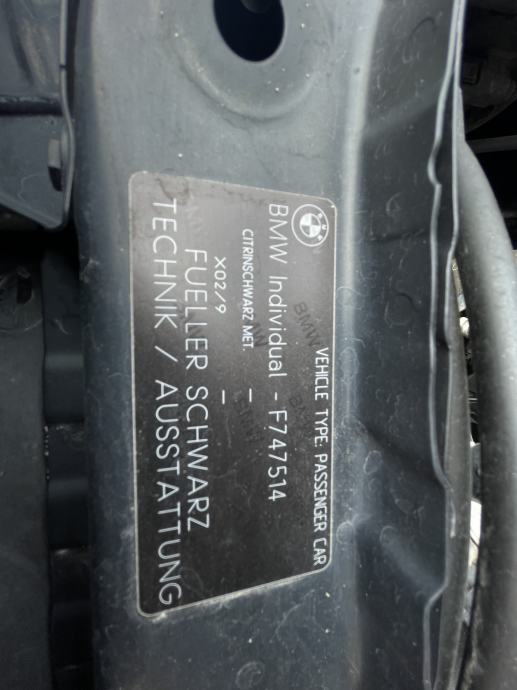 VEHICLE TYPE: PASSENGER CAR
BMW Individual - F747514
CITRINSCHWARZ MET. -
X02/9 -
FUELLER SCHWARZ
TECHNIK / AUSSTATTUNG